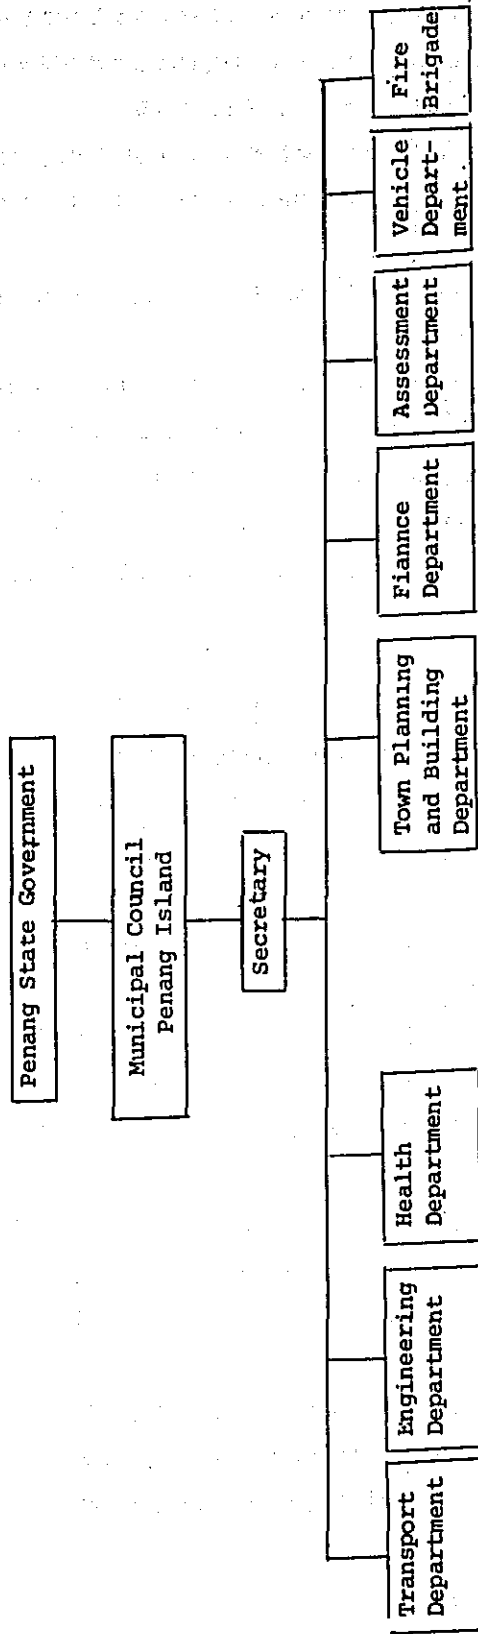 Penang State Government
Municipal Council
Penang Island
Secretary
Transport
Department
Engineering
Department
Health
Department
Town Planning
and Building
Department
Fiannce
Department
Assessment
Department
Vehicle
Depart-
ment.
Fire
Brigade